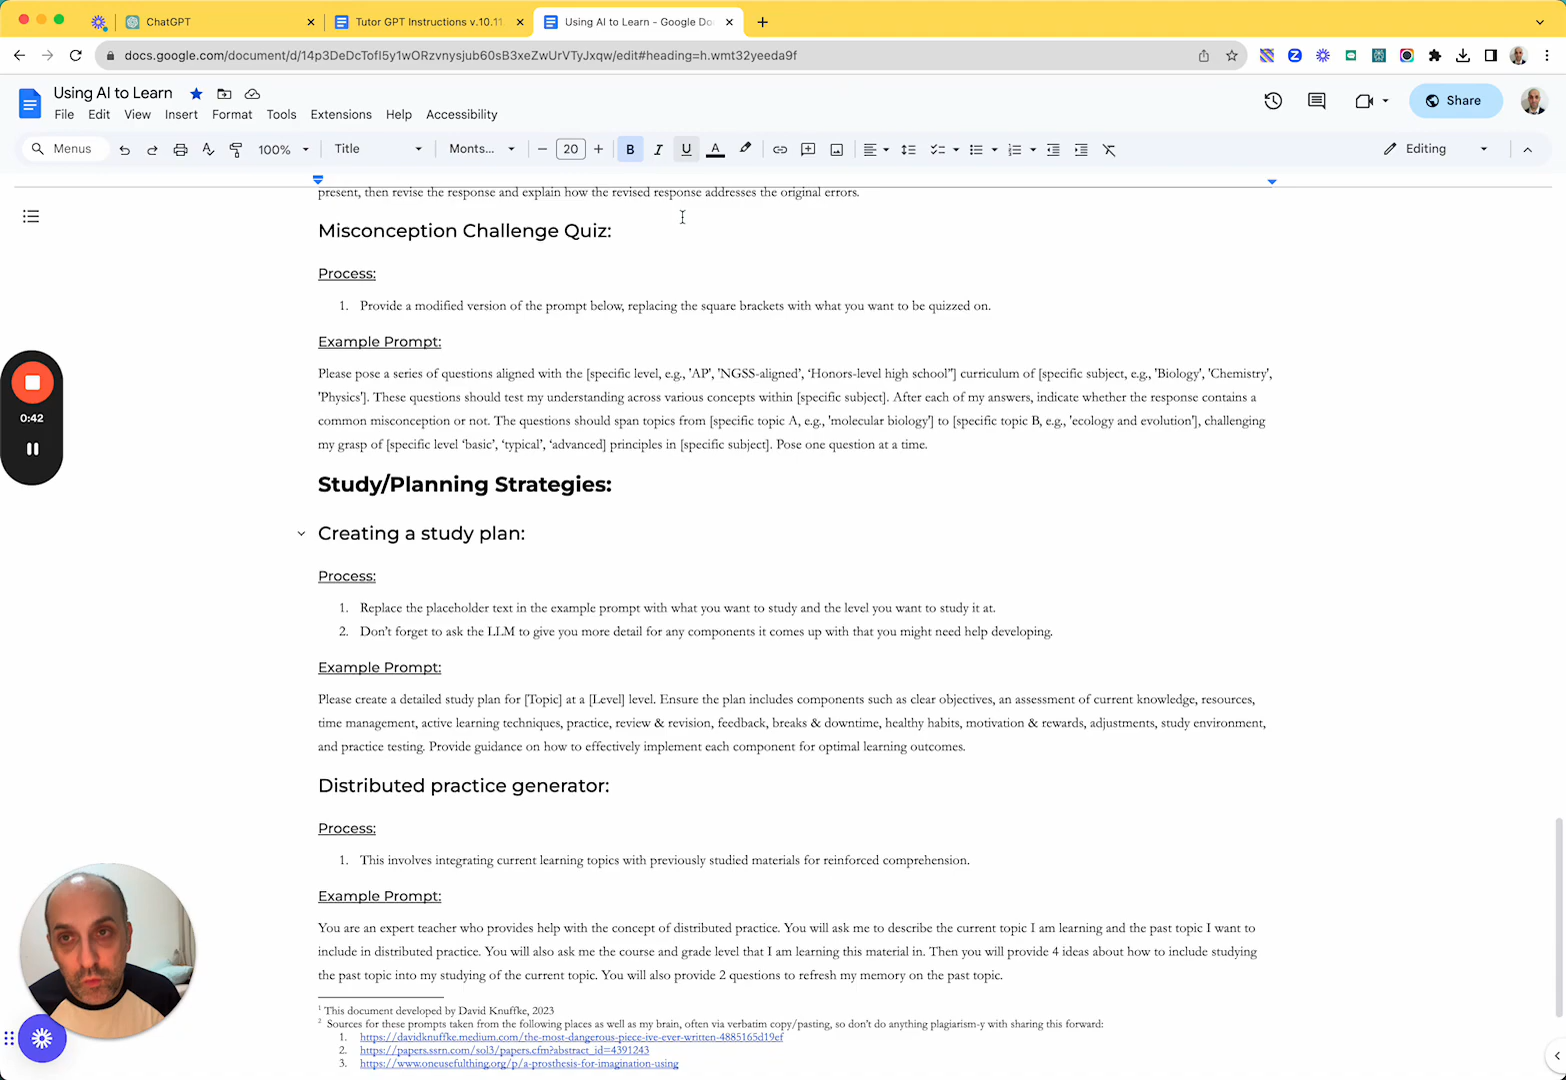 ChatGPT
Tutor GPT Instructions v.10.11
Using AI to Learn - Google Do
docs.google.com/document/d/14p3DeDcTofl5y1wORzvnysjub60sB3xeZwUrVTyJxqw/edit#heading=h.wmt32yeeda9f
Using AI to Learn
File Edit View Insert Format Tools Extensions Help Accessibility
Share
Menus 100% Title Monts... 20 B I U A Editing
present, then revise the response and explain how the revised response addresses the original errors.
Misconception Challenge Quiz:
Process:
1. Provide a modified version of the prompt below, replacing the square brackets with what you want to be quizzed on.
Example Prompt:
Please pose a series of questions aligned with the [specific level, e.g., 'AP', 'NGSS-aligned’, ‘Honors-level high school”] curriculum of [specific subject, e.g., 'Biology', 'Chemistry',
'Physics']. These questions should test my understanding across various concepts within [specific subject]. After each of my answers, indicate whether the response contains a
common misconception or not. The questions should span topics from [specific topic A, e.g., 'molecular biology'] to [specific topic B, e.g., 'ecology and evolution'], challenging
my grasp of [specific level ‘basic’, ‘typical’, ‘advanced] principles in [specific subject]. Pose one question at a time.
0:42
Study/Planning Strategies:
Creating a study plan:
Process:
1. Replace the placeholder text in the example prompt with what you want to study and the level you want to study it at.
2. Don’t forget to ask the LLM to give you more detail for any components it comes up with that you might need help developing.
Example Prompt:
Please create a detailed study plan for [Topic] at a [Level] level. Ensure the plan includes components such as clear objectives, an assessment of current knowledge, resources,
time management, active learning techniques, practice, review & revision, feedback, breaks & downtime, healthy habits, motivation & rewards, adjustments, study environment,
and practice testing. Provide guidance on how to effectively implement each component for optimal learning outcomes.
Distributed practice generator:
Process:
1. This involves integrating current learning topics with previously studied materials for reinforced comprehension.
Example Prompt:
You are an expert teacher who provides help with the concept of distributed practice. You will ask me to describe the current topic I am learning and the past topic I want to
include in distributed practice. You will also ask me the course and grade level that I am learning this material in. Then you will provide 4 ideas about how to include studying
the past topic into my studying of the current topic. You will also provide 2 questions to refresh my memory on the past topic.
1 This document developed by David Knuffke, 2023
2 Sources for these prompts taken from the following places as well as my brain, often via verbatim copy/pasting, so don’t do anything plagiarism-y with sharing this forward:
1. https://davidknuffke.medium.com/the-most-dangerous-piece-ive-ever-written-4885165d19ef
2. https://papers.ssrn.com/sol3/papers.cfm?abstract_id=4391243
3. https://www.oneusefulthing.org/p/a-prosthesis-for-imagination-using